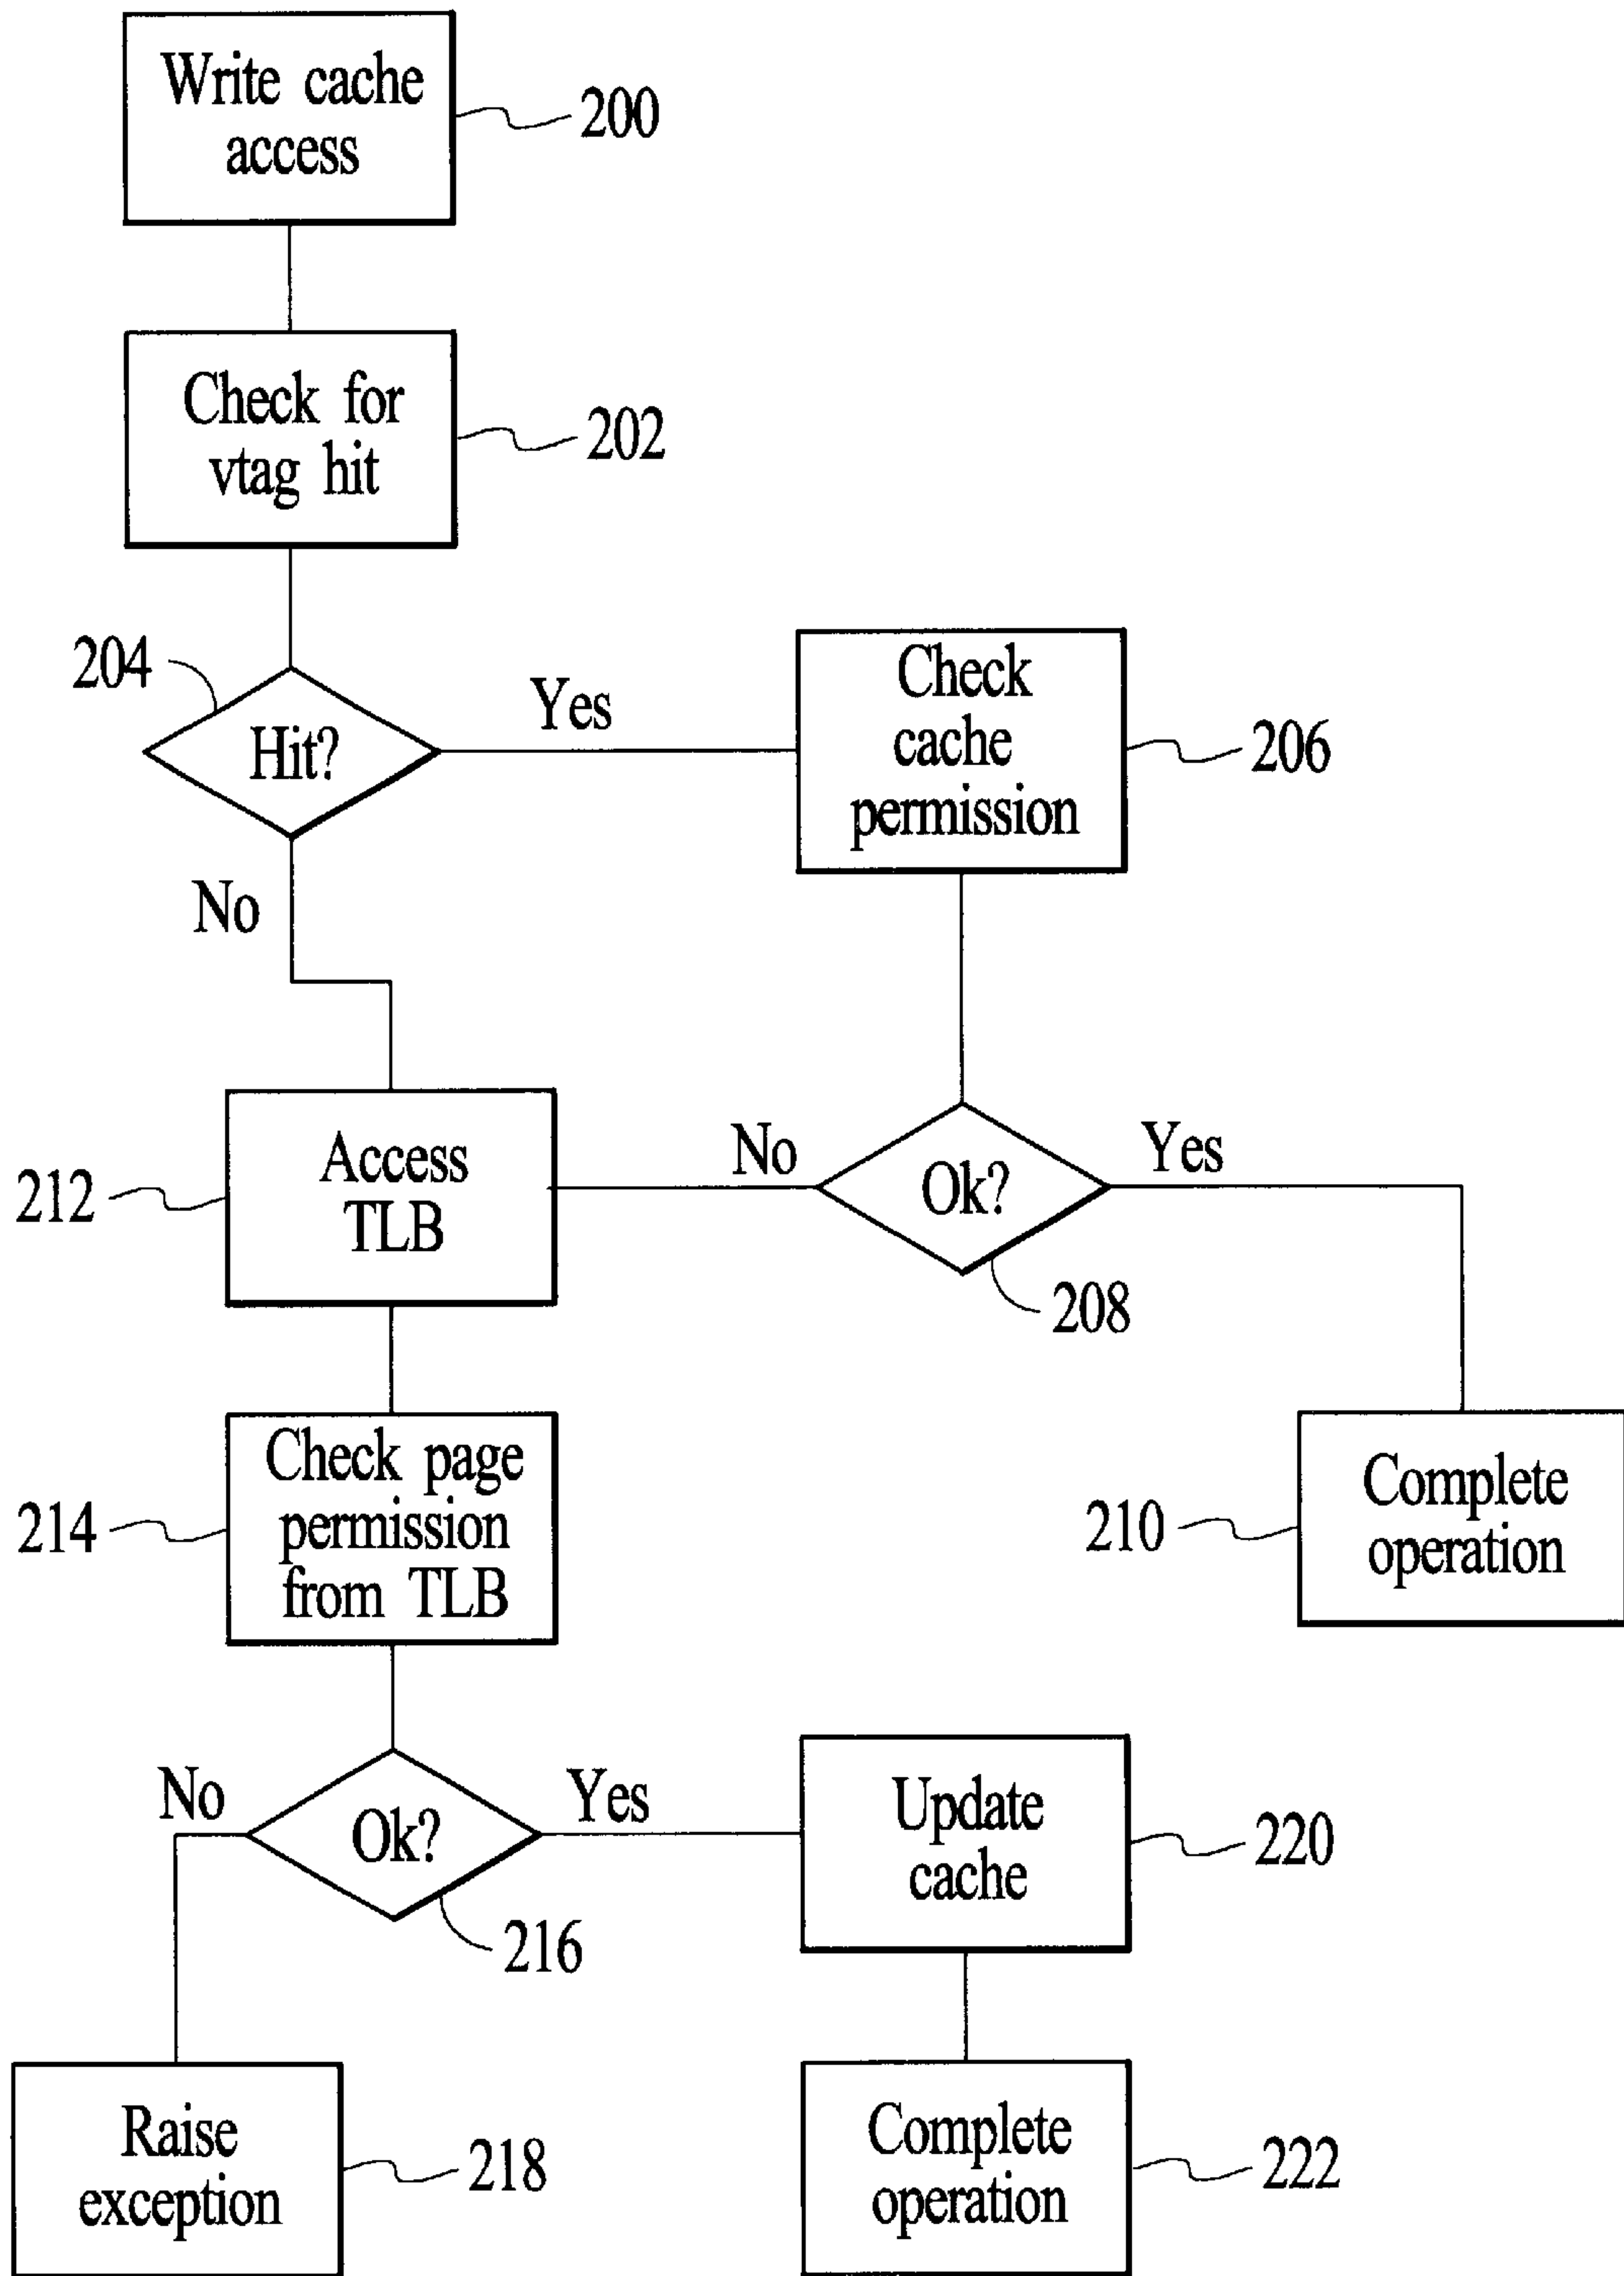 Write cache
access
200
Check for
vtag hit
202
204
Hit?
Yes
Check
cache
permission
206
No
Access
TLB
212
No
Ok?
Yes
208
Check page
permission
from TLB
214
Complete
operation
210
No
Ok?
Yes
216
Update
cache
220
Raise
exception
218
Complete
operation
222